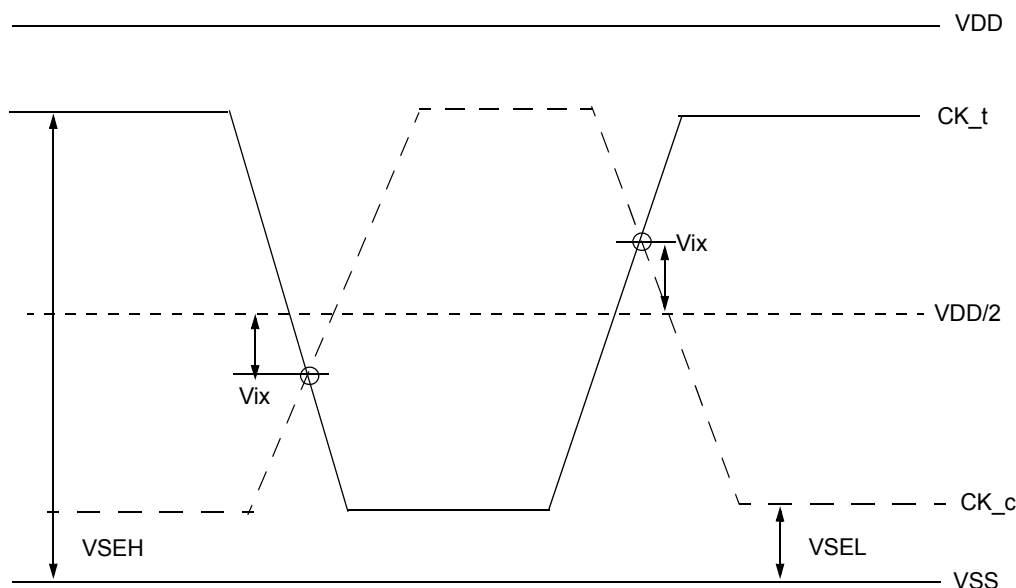 VDD
CK_t
Vix
VDD/2
Vix
CK_c
VSEH
VSEL
VSS